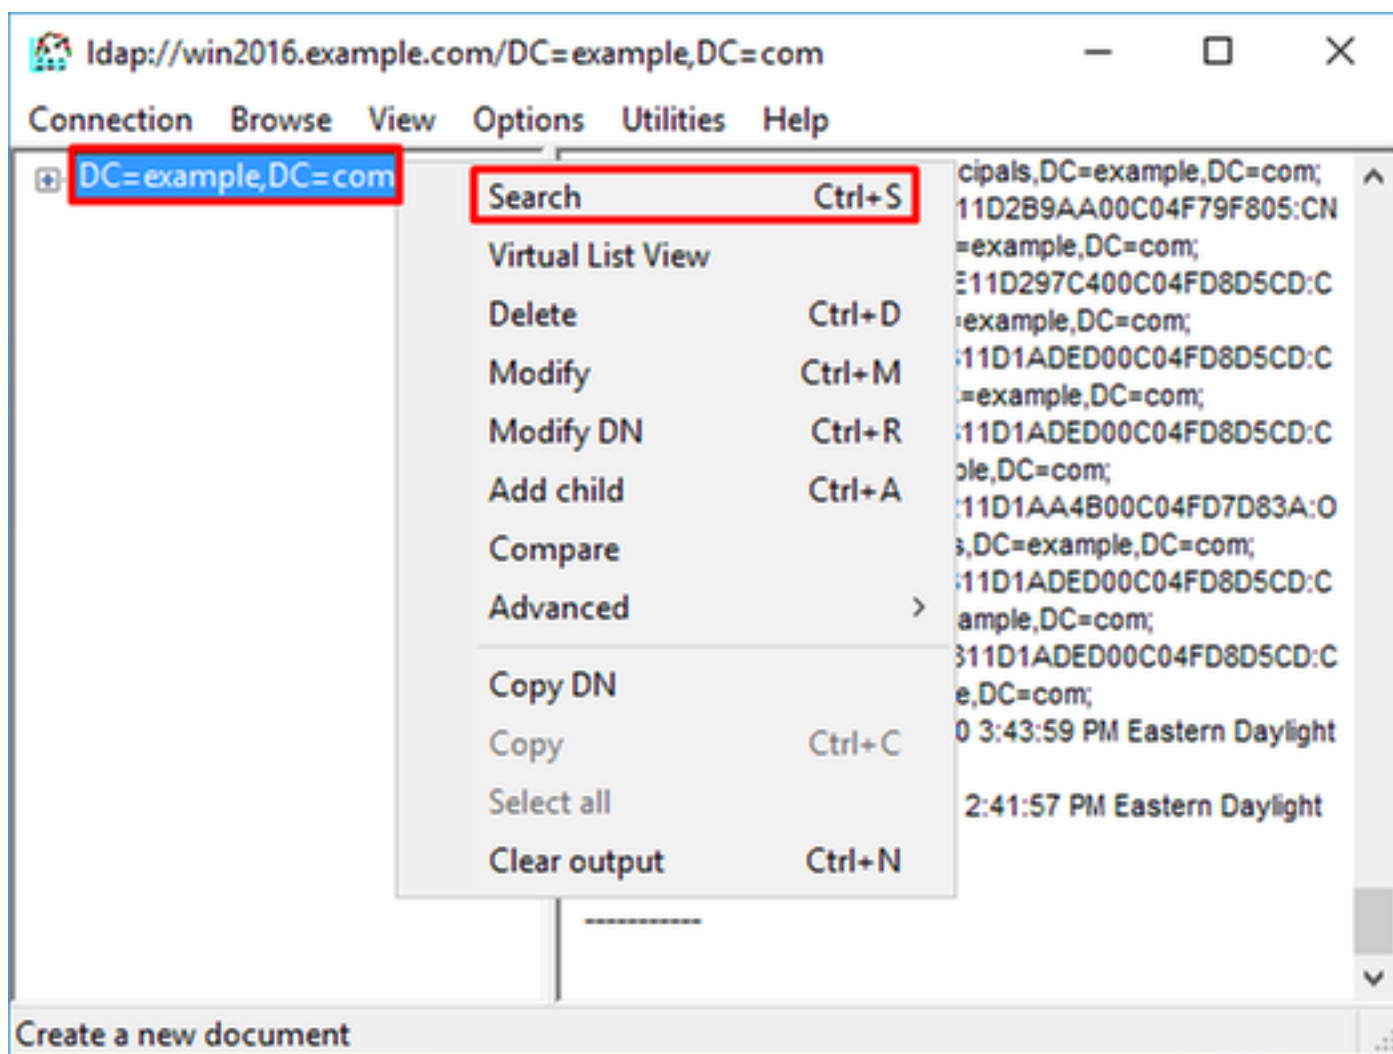 ldap://win2016.example.com/DC=example,DC=com
Connection Browse View Options Utilities Help
DC=example,DC=com
Search Ctrl+S
Virtual List View
Delete Ctrl+D
Modify Ctrl+M
Modify DN Ctrl+R
Add child Ctrl+A
Compare
Advanced
Copy DN
Copy Ctrl+C
Select all
Clear output Ctrl+N
cipals,DC=example,DC=com;
11D2B9AA00C04F79F805:CN
=example,DC=com;
E11D297C400C04FD8D5CD:C
=example,DC=com;
11D1ADED00C04FD8D5CD:C
=example,DC=com;
11D1ADED00C04FD8D5CD:C
ple,DC=com;
11D1AA4B00C04FD7D83A:O
s,DC=example,DC=com;
11D1ADED00C04FD8D5CD:C
ample,DC=com;
311D1ADED00C04FD8D5CD:C
e,DC=com;
0 3:43:59 PM Eastern Daylight
2:41:57 PM Eastern Daylight
-----------
Create a new document